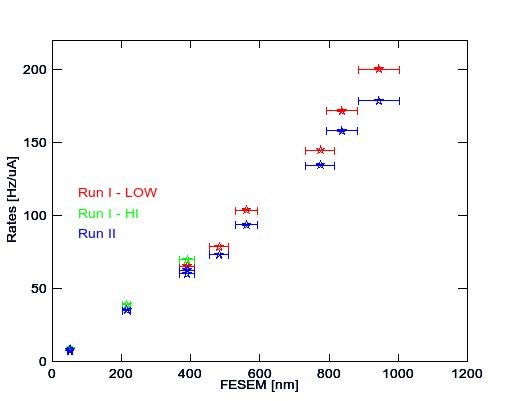 200
150
100
50
0
Rates [Hz/uA]
Run I - LOW
Run I - HI
Run II
0 200 400 600 800 1000 1200
FESEM [nm]